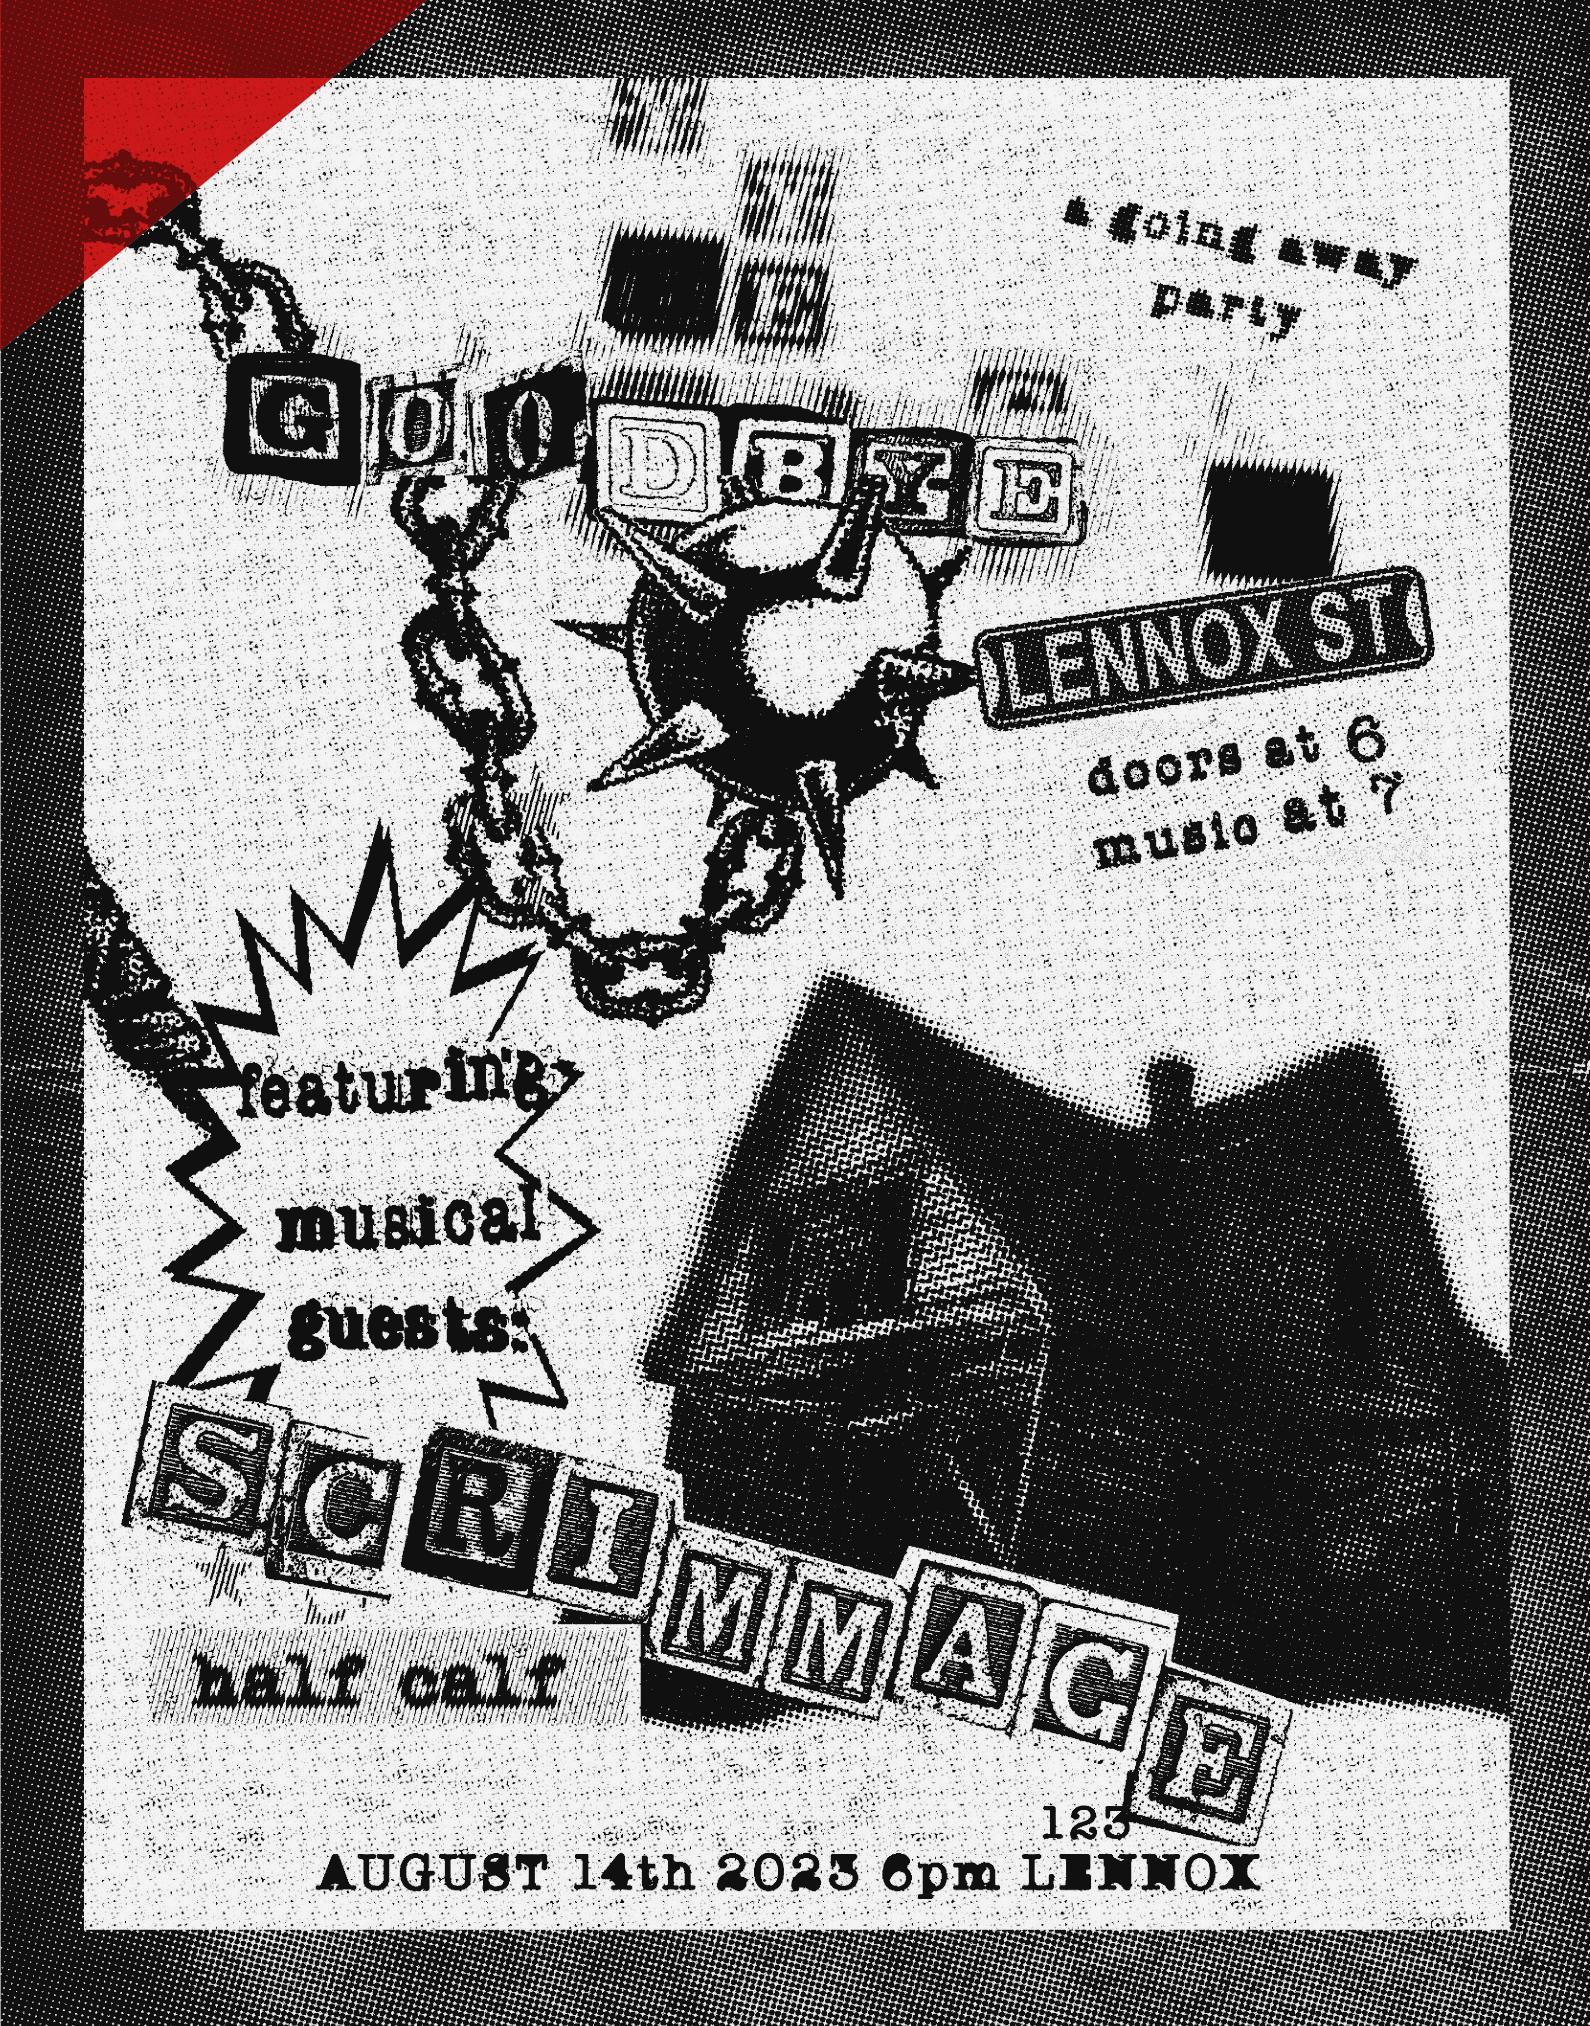 a going away
party
GOODBYE
LENNOX ST
doors at 6
music at 7
featuring:
musical
guests:
SCRIMMAGE
half calf
123
AUGUST 14th 2023 6pm LENNOX